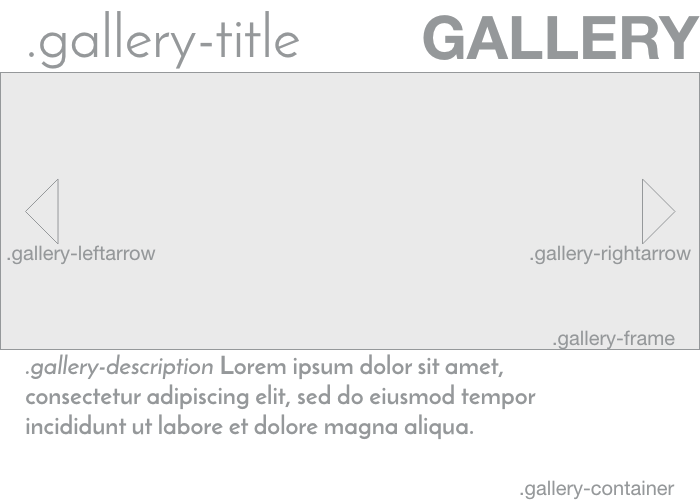 .gallery-title
GALLERY
.gallery-leftarrow
.gallery-rightarrow
.gallery-frame
.gallery-description Lorem ipsum dolor sit amet,
consectetur adipiscing elit, sed do eiusmod tempor
incididunt ut labore et dolore magna aliqua.
.gallery-container